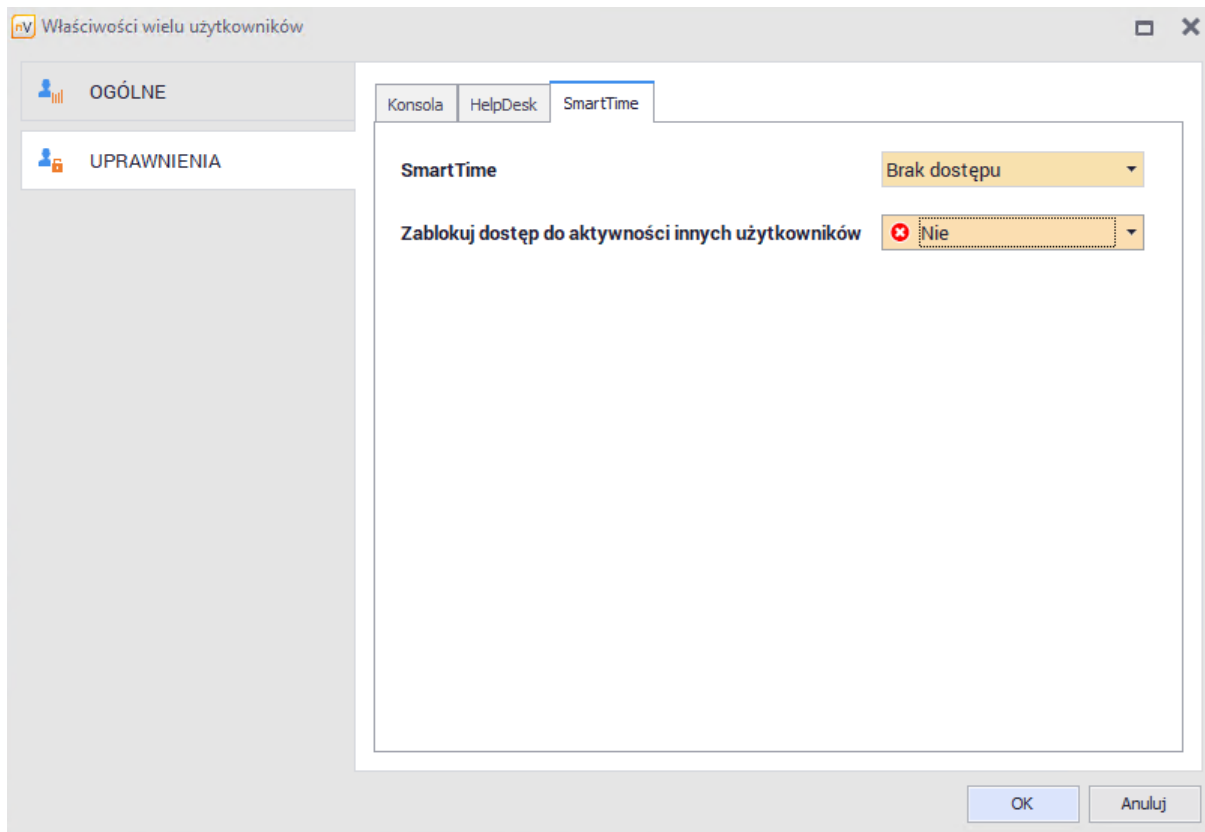 nV Właściwości wielu użytkowników
OGÓLNE
UPRAWNIENIA
Konsola HelpDesk SmartTime
SmartTime Brak dostępu
Zablokuj dostęp do aktywności innych użytkowników Nie
OK Anuluj